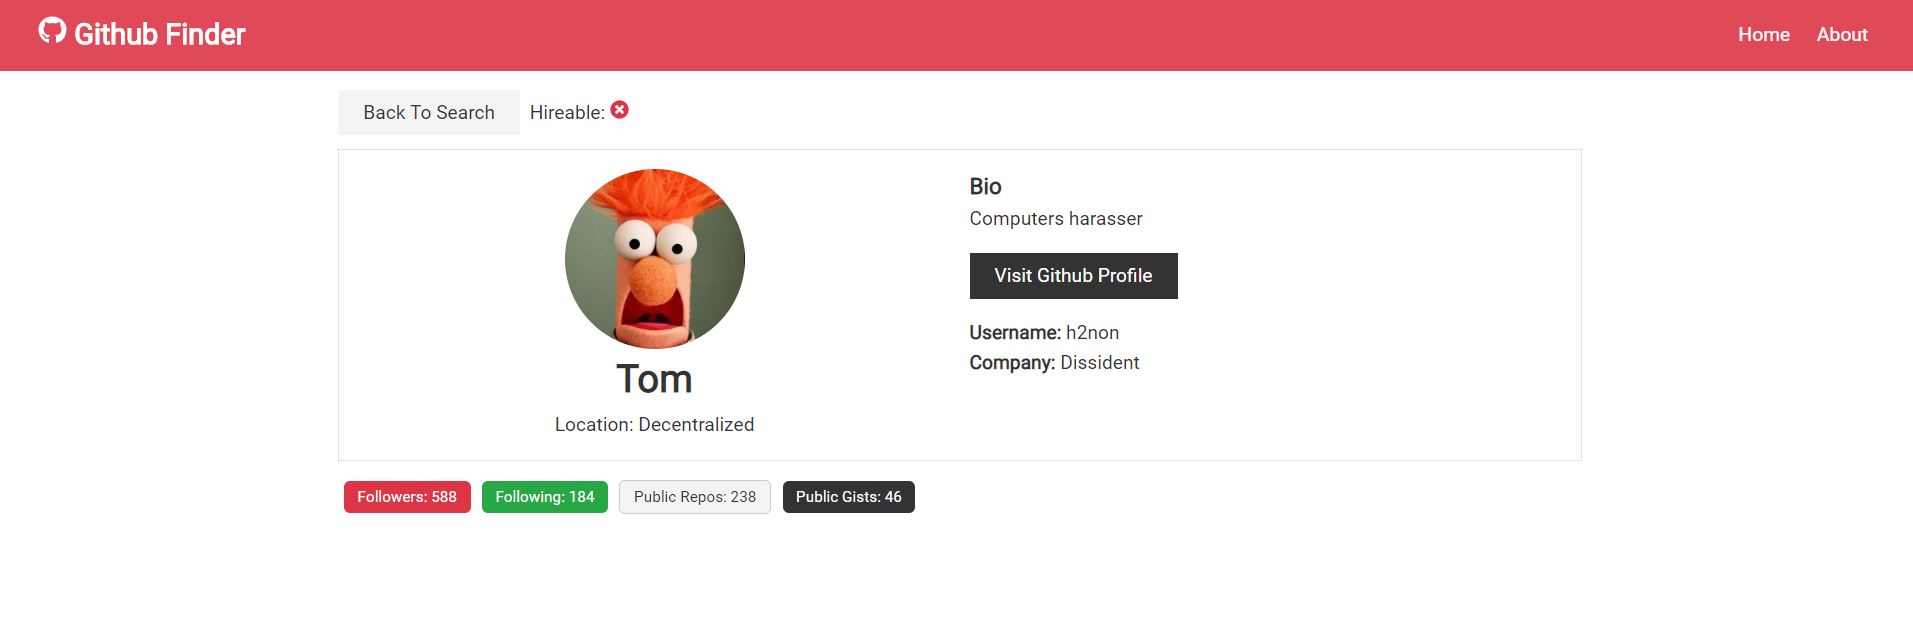 Github Finder
Home
About
Back To Search
Hireable:
Tom
Location: Decentralized
Bio
Computers harasser
Visit Github Profile
Username: h2non
Company: Dissident
Followers: 588
Following: 184
Public Repos: 238
Public Gists: 46